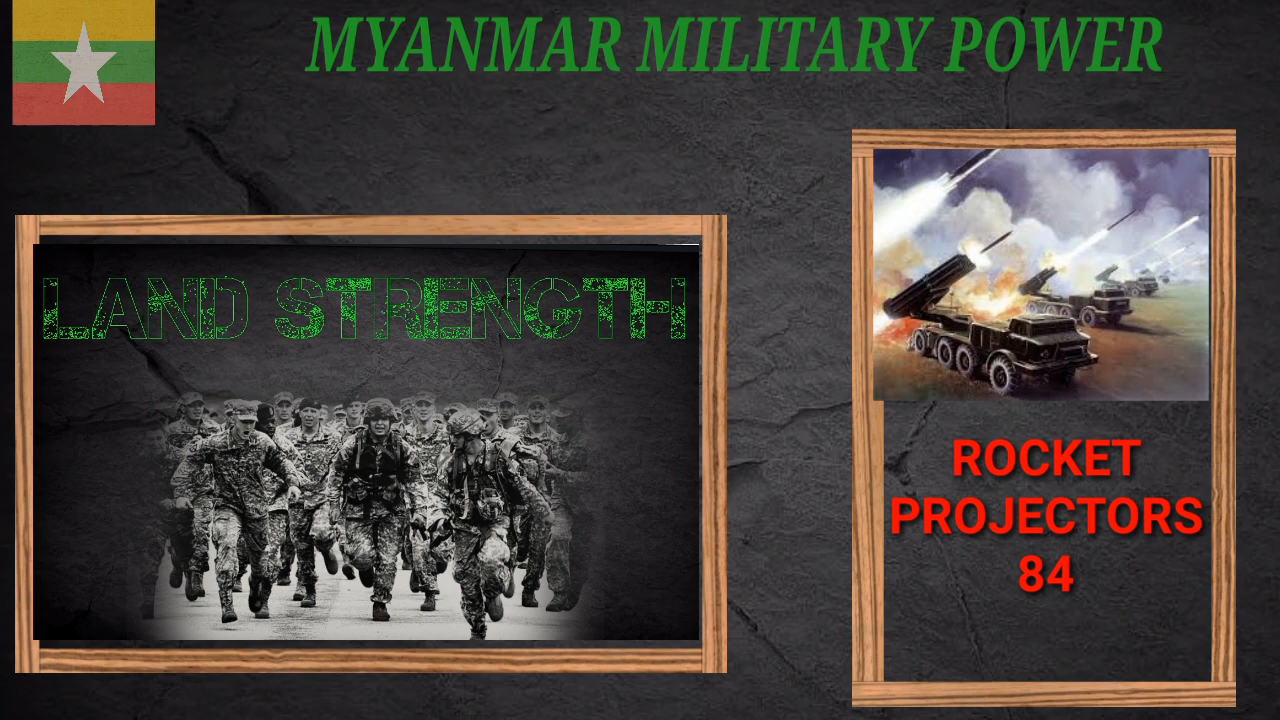 MYANMAR MILITARY POWER
LAND STRENGTH
ROCKET
PROJECTORS
84